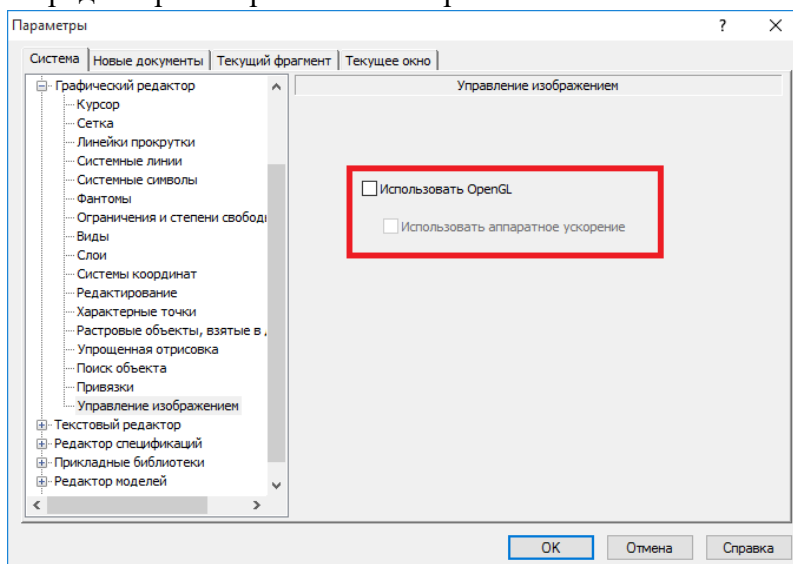 Параметры
?
Система
Новые документы
Текущий фрагмент
Текущее окно
Графический редактор
Курсор
Сетка
Линейки прокрутки
Системные линии
Системные символы
Фантомы
Ограничения и степени свободы
Виды
Слои
Системы координат
Редактирование
Характерные точки
Растровые объекты, взятые в
Упрощенная отрисовка
Поиск объекта
Привязки
Управление изображением
Текстовый редактор
Редактор спецификаций
Прикладные библиотеки
Редактор моделей
Управление изображением
Использовать OpenGL
Использовать аппаратное ускорение
OK
Отмена
Справка